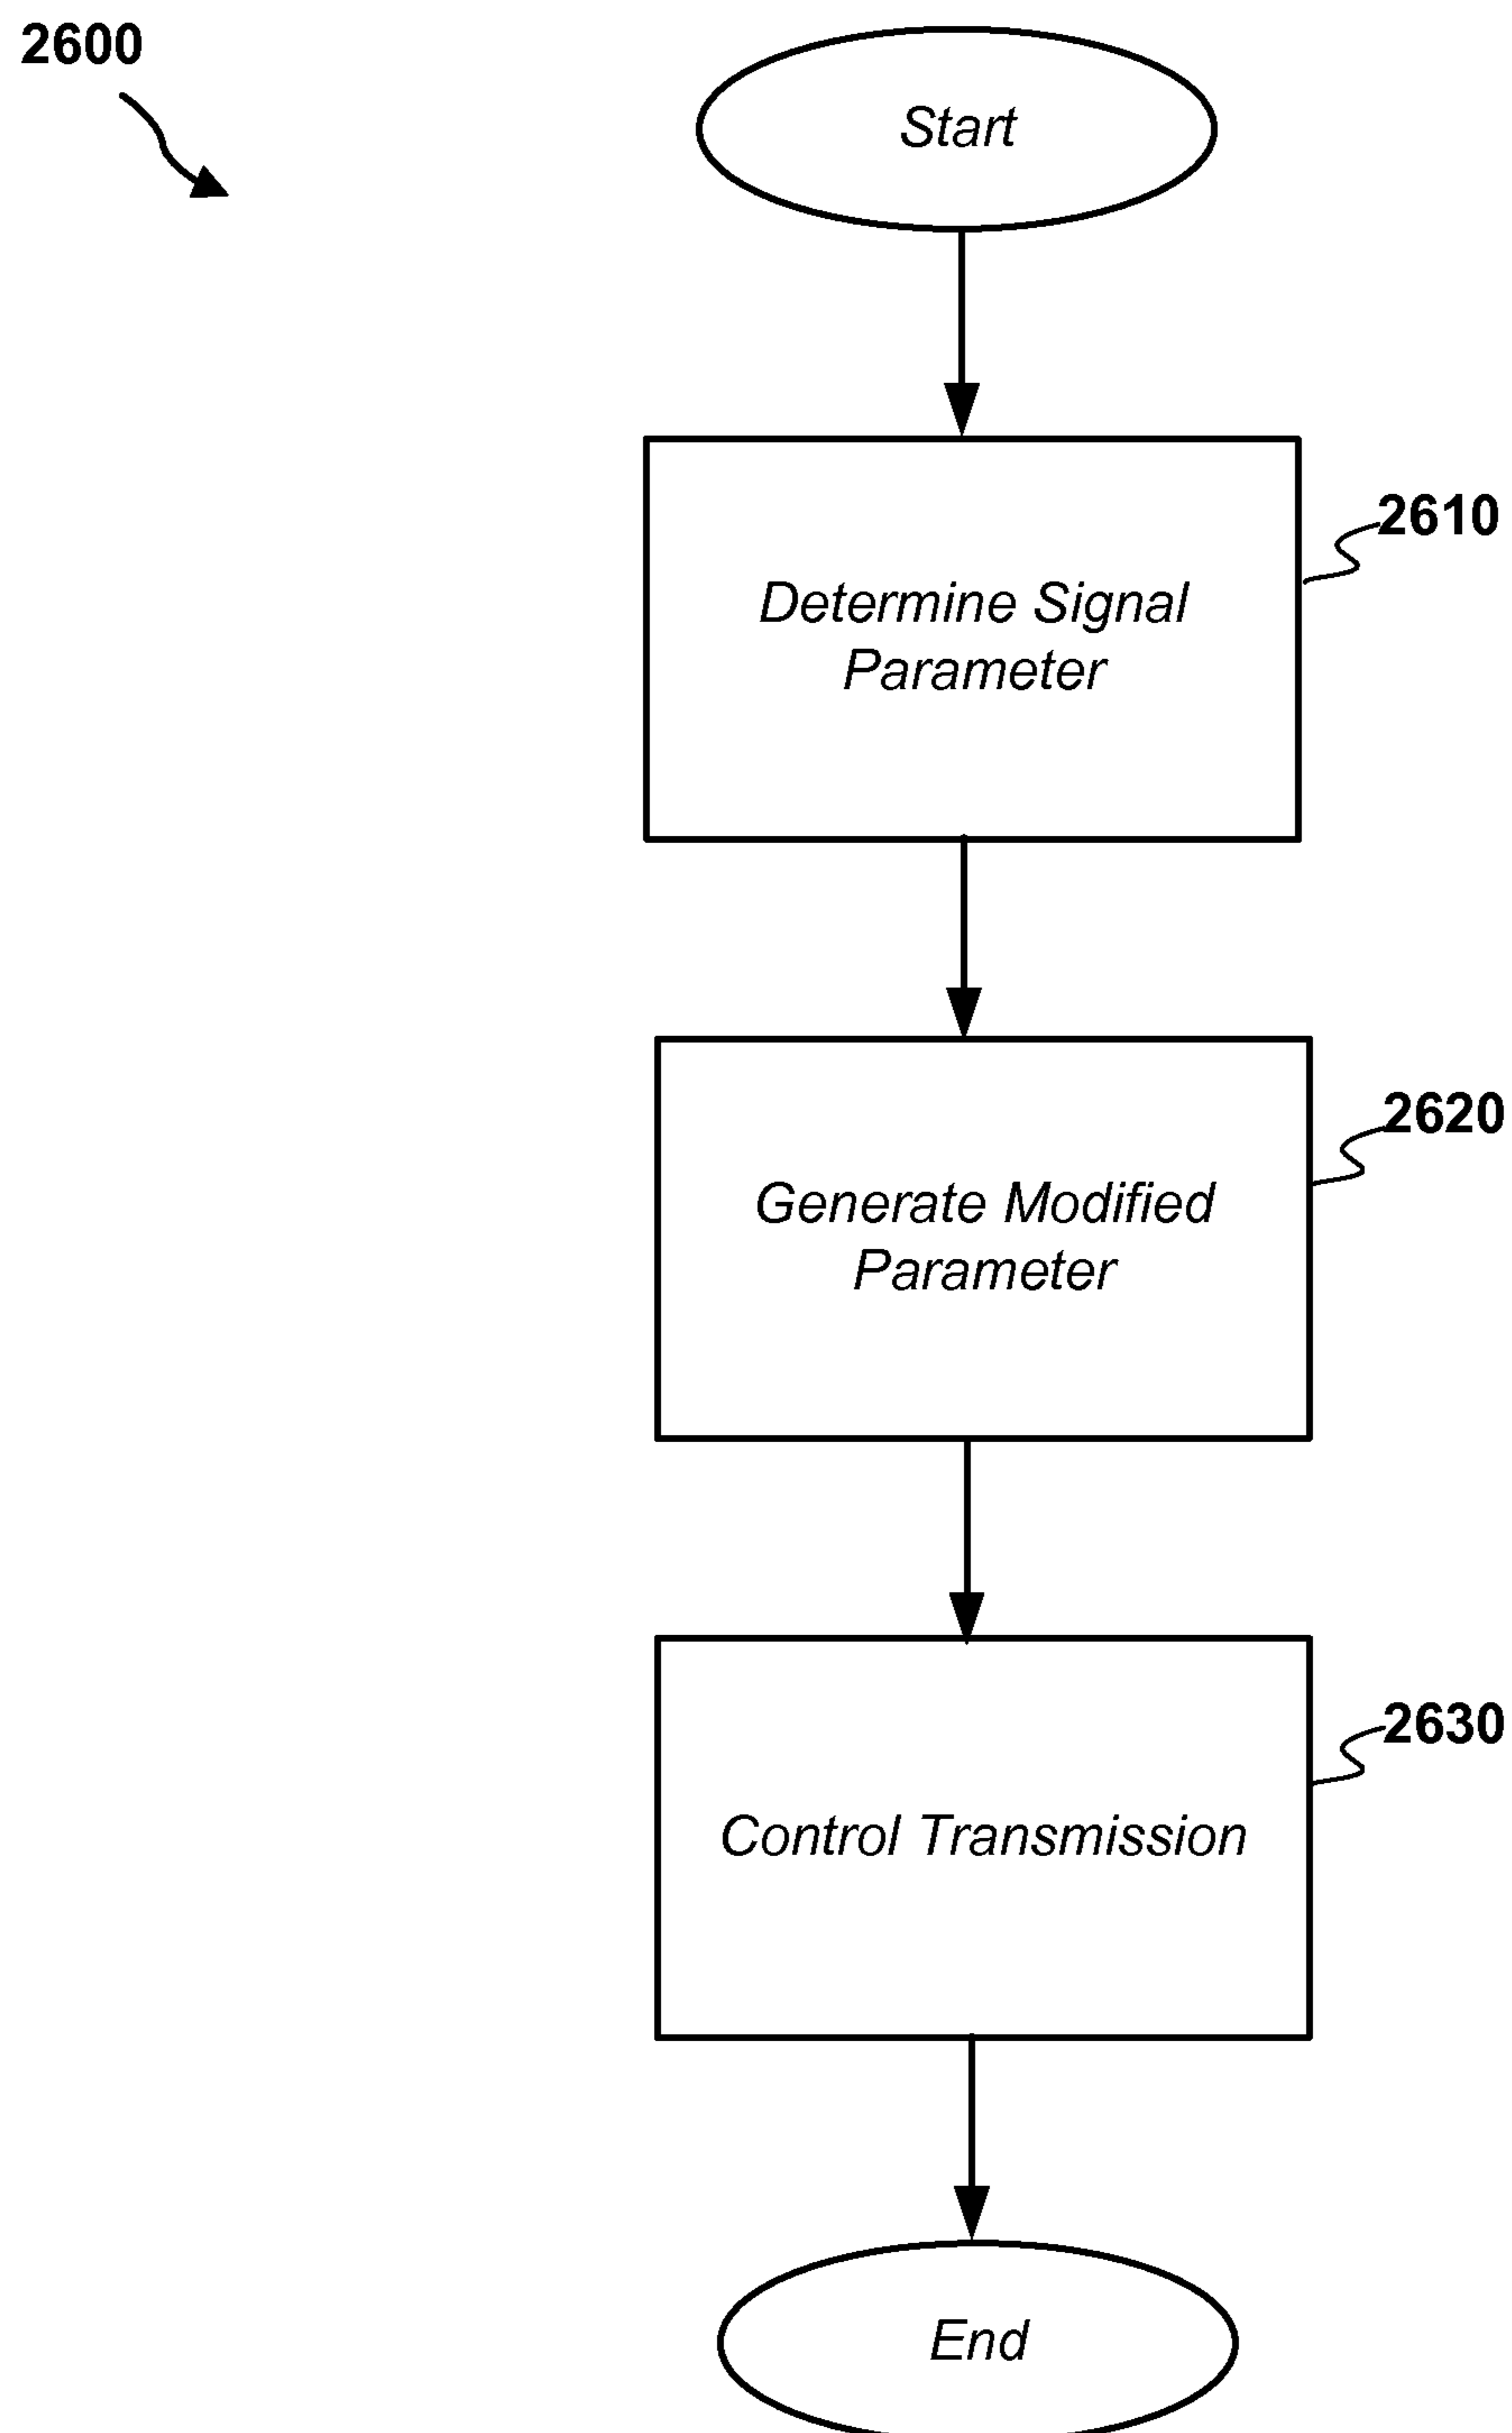 2600
Start
2610
Determine Signal
Parameter
2620
Generate Modified
Parameter
2630
Control Transmission
End